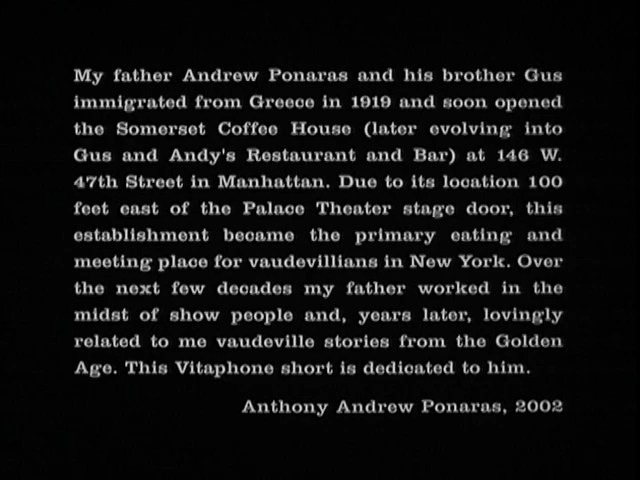 My father Andrew Ponaras and his brother Gus
immigrated from Greece in 1919 and soon opened
the Somerset Coffee House (later evolving into
Gus and Andy's Restaurant and Bar) at 146 W.
47th Street in Manhattan. Due to its location 100
feet east of the Palace Theater stage door, this
establishment became the primary eating and
meeting place for vaudevillians in New York. Over
the next few decades my father worked in the
midst of show people and, years later, lovingly
related to me vaudeville stories from the Golden
Age. This Vitaphone short is dedicated to him.
Anthony Andrew Ponaras, 2002